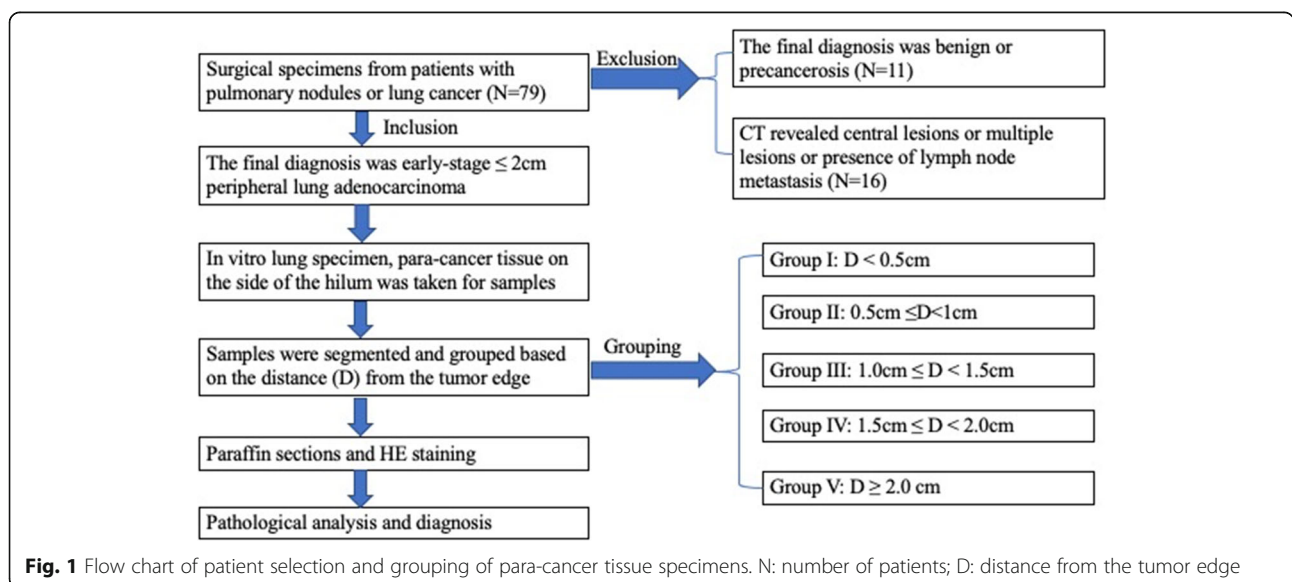 Surgical specimens from patients with
pulmonary nodules or lung cancer (N=79)
Exclusion
The final diagnosis was benign or
precancerosis (N=11)
CT revealed central lesions or multiple
lesions or presence of lymph node
metastasis (N=16)
Inclusion
The final diagnosis was early-stage ≤ 2cm
peripheral lung adenocarcinoma
In vitro lung specimen, para-cancer tissue on
the side of the hilum was taken for samples
Samples were segmented and grouped based
on the distance (D) from the tumor edge
Grouping
Group I: D < 0.5cm
Group II: 0.5cm ≤D<1cm
Group III: 1.0cm ≤ D < 1.5cm
Group IV: 1.5cm ≤ D < 2.0cm
Group V: D ≥ 2.0 cm
Paraffin sections and HE staining
Pathological analysis and diagnosis
Fig. 1 Flow chart of patient selection and grouping of para-cancer tissue specimens. N: number of patients; D: distance from the tumor edge